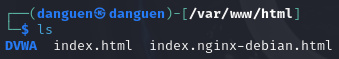 ┌──(danguen㉿danguen)-[/var/www/html]
└─$ ls
DVWA index.html index.nginx-debian.html